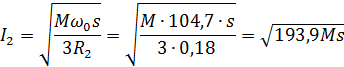 I₂ = √(Mω₀s / 3R₂) = √(M · 104,7 · s / 3 · 0,18) = √193,9Ms